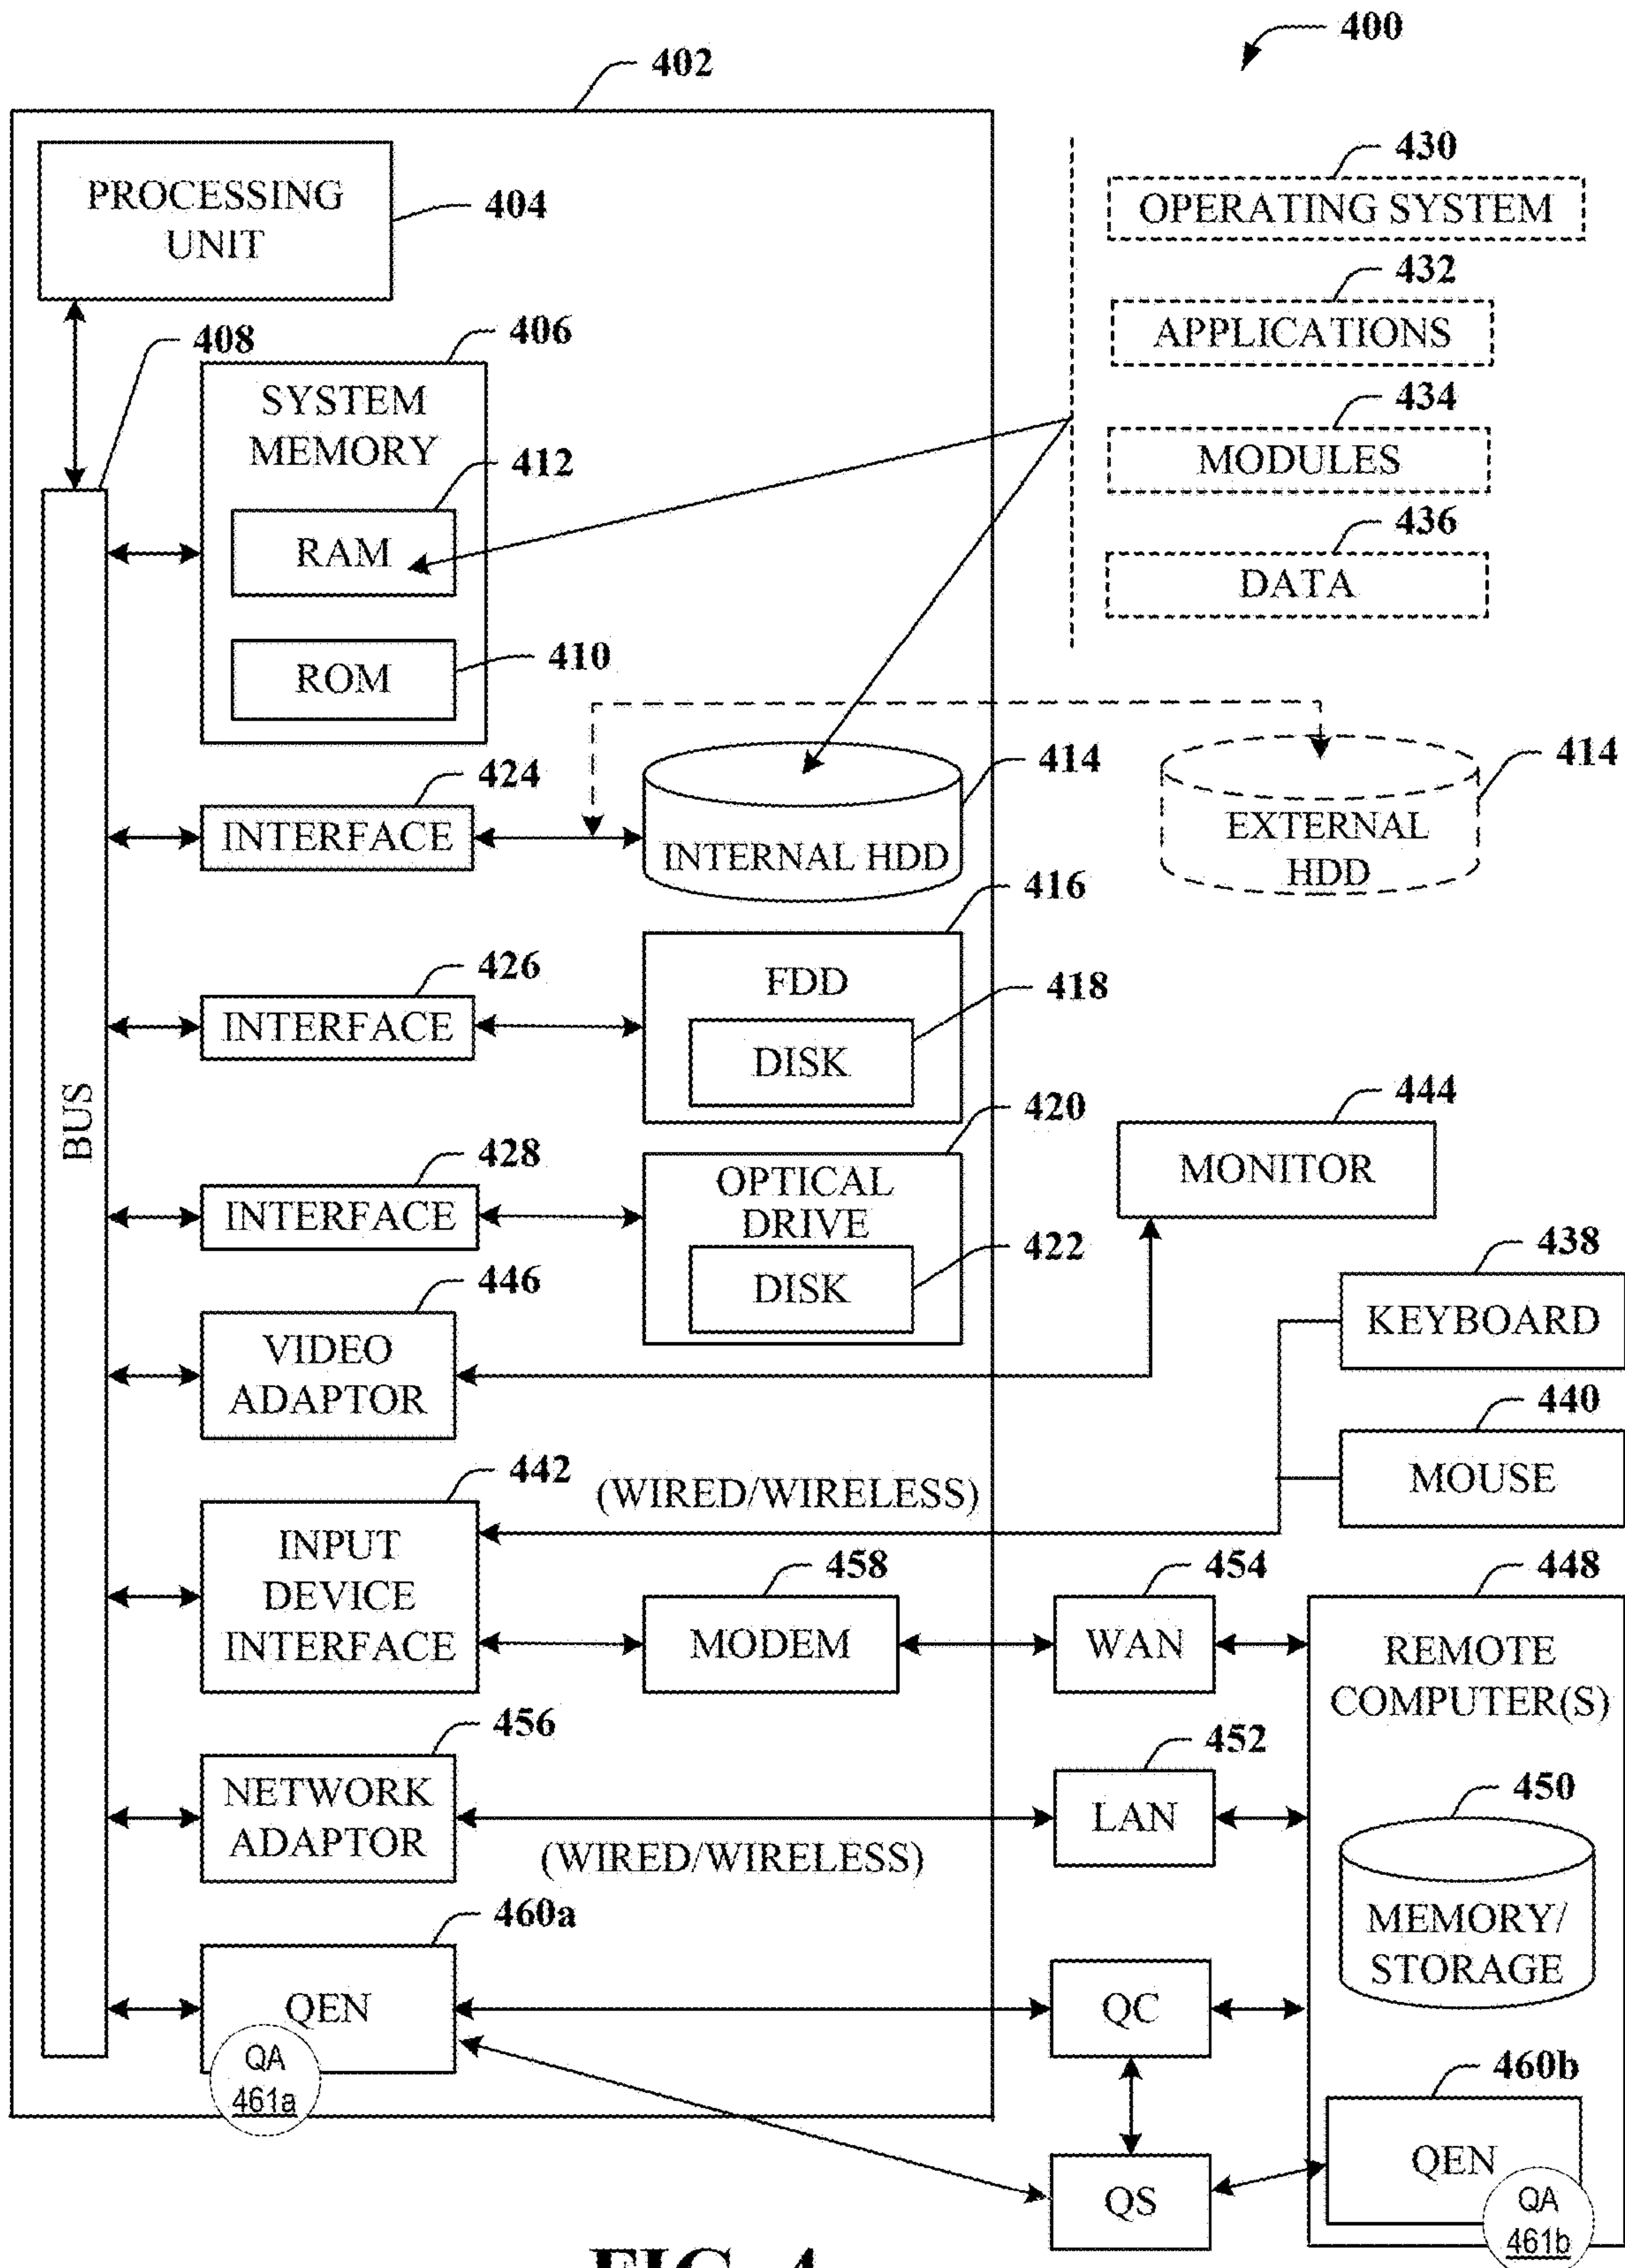 400
402
PROCESSING
UNIT
404
430
OPERATING SYSTEM
432
APPLICATIONS
434
MODULES
436
DATA
408
406
SYSTEM
MEMORY
412
RAM
410
ROM
BUS
424
INTERFACE
414
INTERNAL HDD
414
EXTERNAL
HDD
416
426
INTERFACE
FDD
418
DISK
420
428
INTERFACE
OPTICAL
DRIVE
422
DISK
444
MONITOR
446
VIDEO
ADAPTOR
438
KEYBOARD
440
MOUSE
442
(WIRED/WIRELESS)
INPUT
DEVICE
INTERFACE
458
MODEM
454
WAN
448
REMOTE
COMPUTER(S)
456
NETWORK
ADAPTOR
(WIRED/WIRELESS)
452
LAN
450
MEMORY/
STORAGE
460a
QEN
QA
461a
QC
QS
460b
QEN
QA
461b
FIG. 4